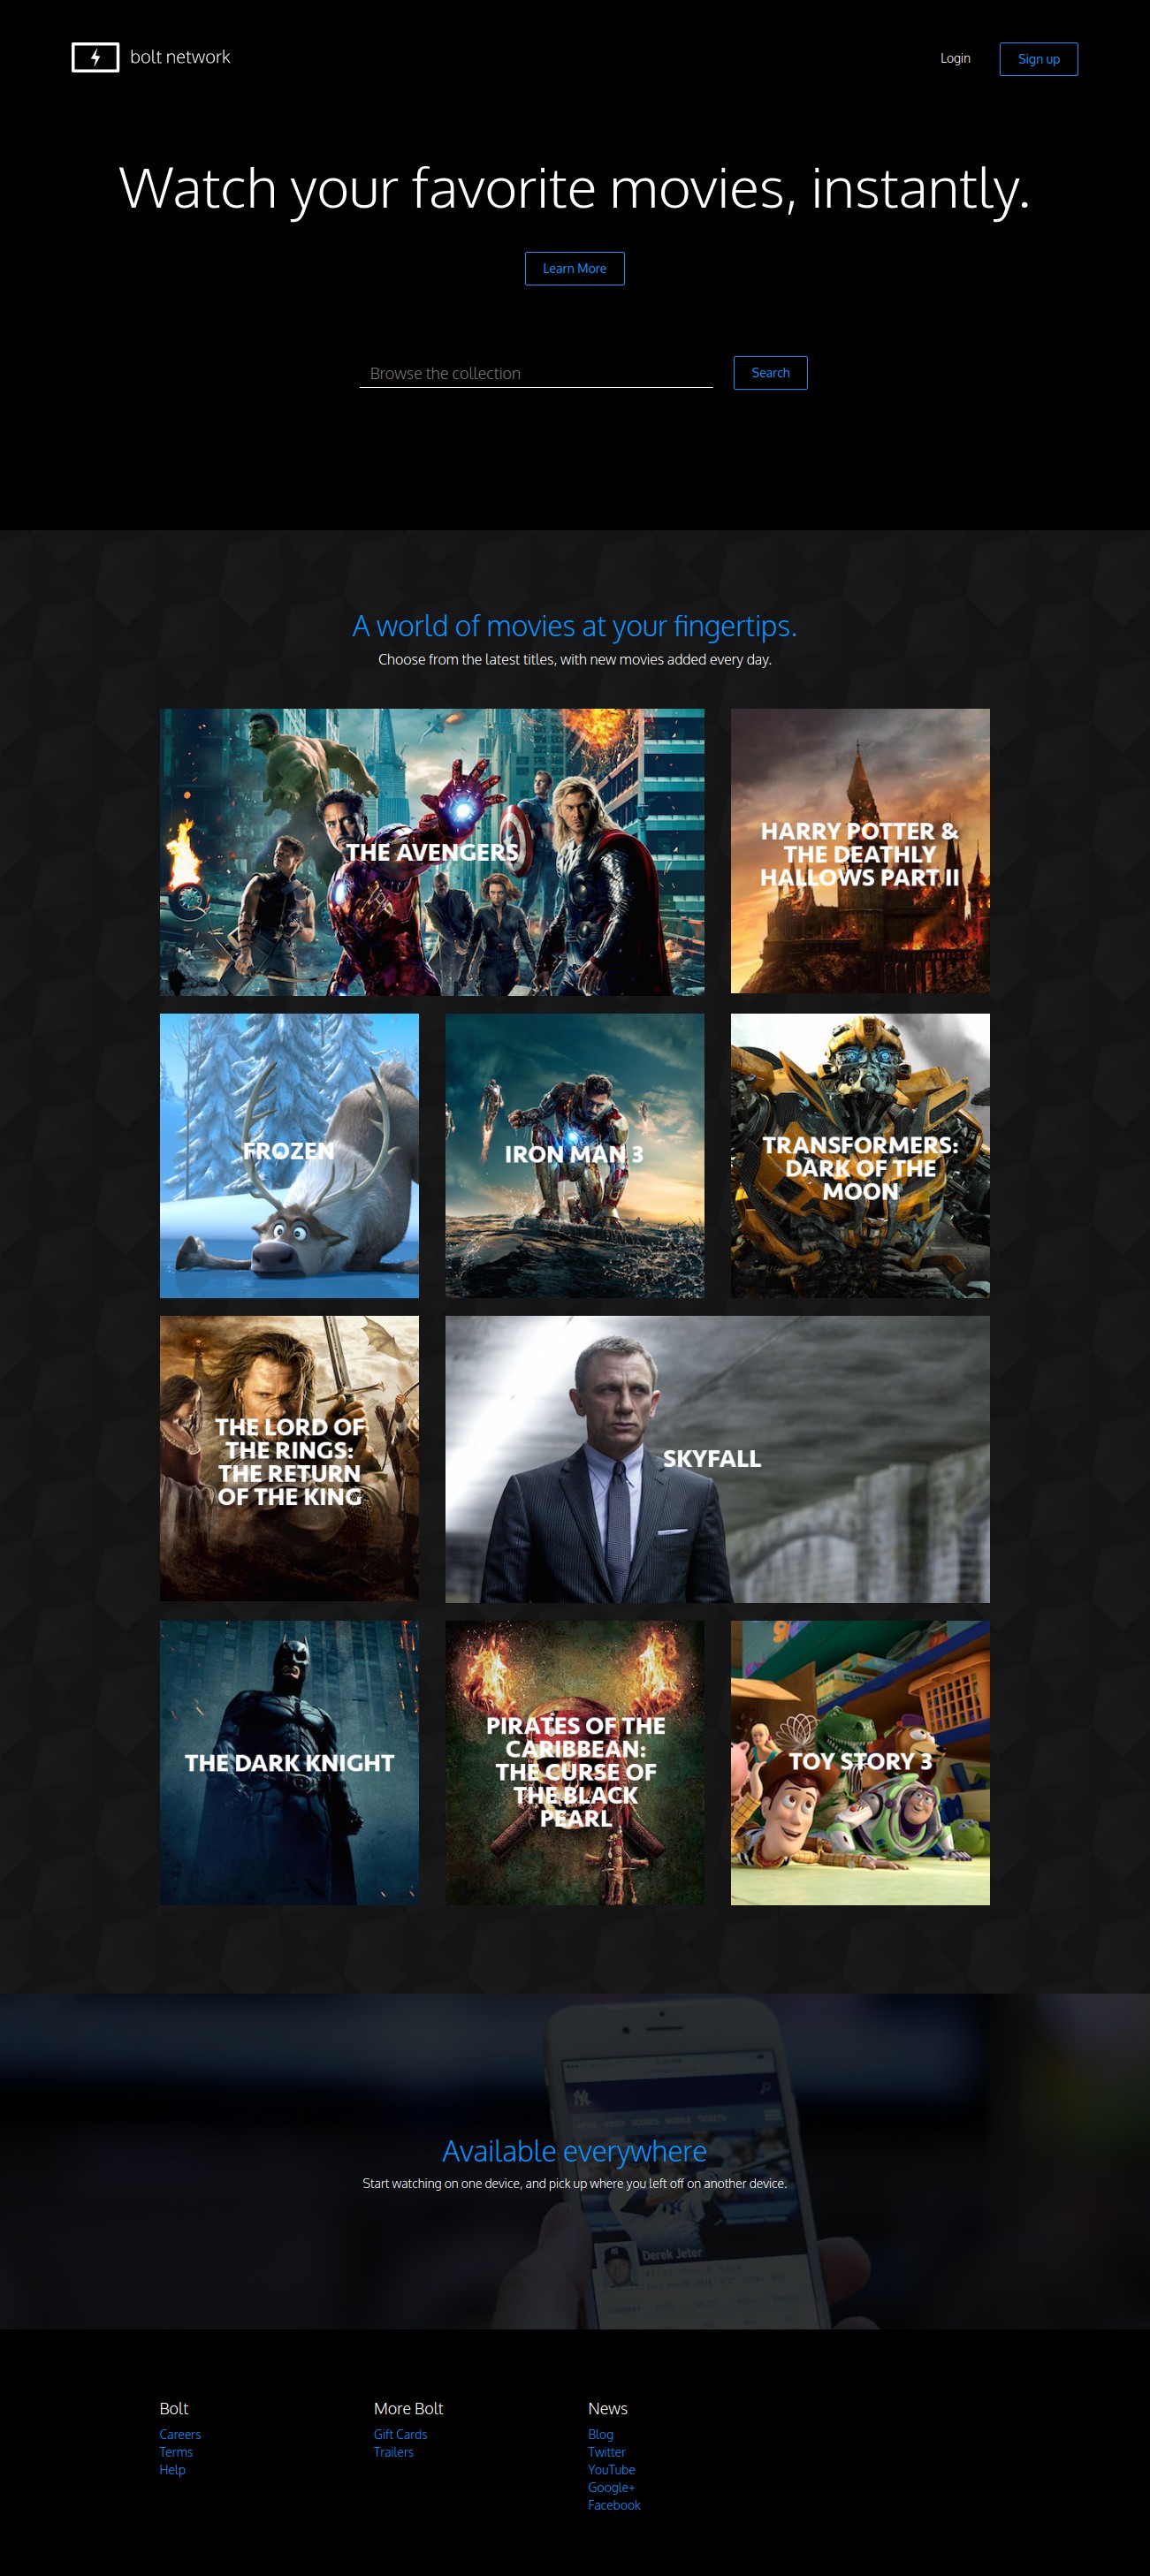 bolt network
Login
Sign up
Watch your favorite movies, instantly.
Learn More
Browse the collection
Search
A world of movies at your fingertips.
Choose from the latest titles, with new movies added every day.
THE AVENGERS
HARRY POTTER &
THE DEATHLY
HALLOWS PART II
FROZEN
IRON MAN 3
TRANSFORMERS:
DARK OF THE
MOON
THE LORD OF
THE RINGS:
THE RETURN
OF THE KING
SKYFALL
THE DARK KNIGHT
PIRATES OF THE
CARIBBEAN:
THE CURSE OF
THE BLACK
PEARL
TOY STORY 3
Available everywhere
Start watching on one device, and pick up where you left off on another device.
Derek Jeter
Bolt
Careers
Terms
Help
More Bolt
Gift Cards
Trailers
News
Blog
Twitter
YouTube
Google+
Facebook